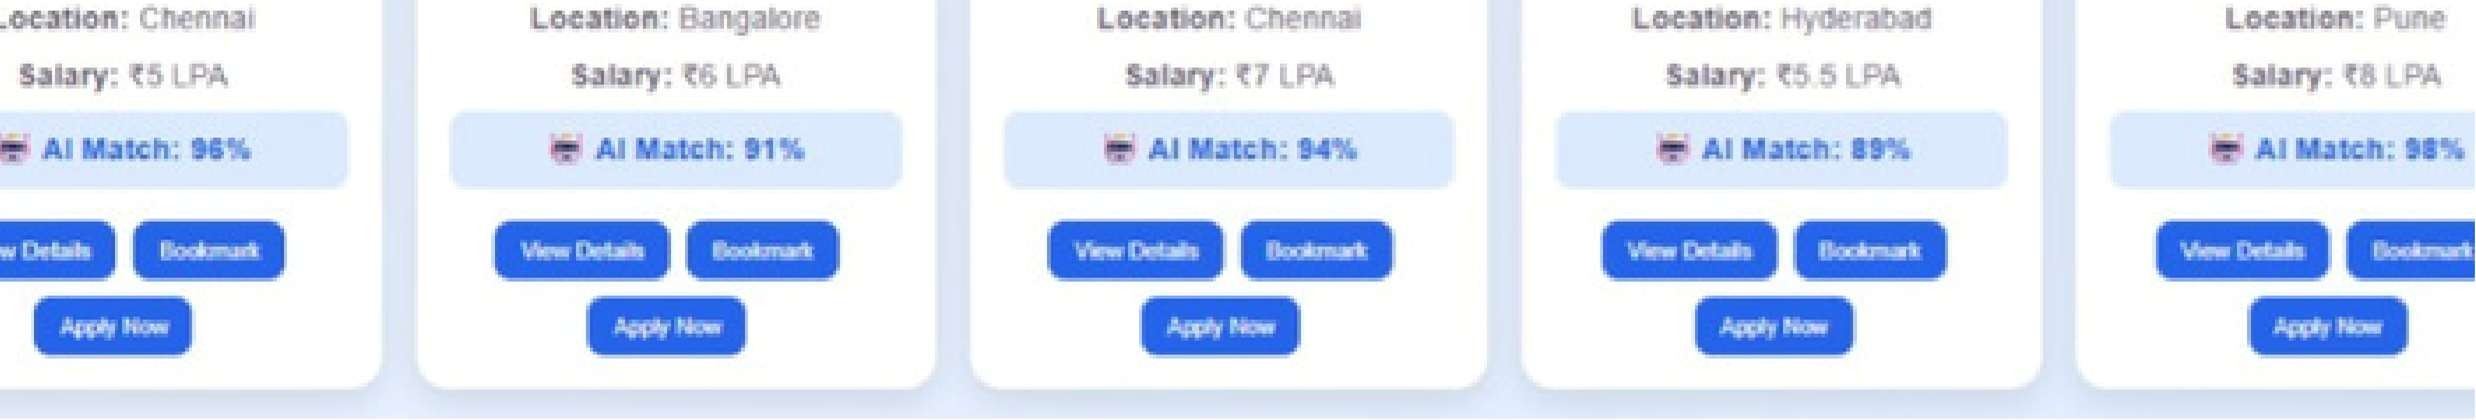 Location: Chennai
Salary: ₹5 LPA
AI Match: 96%
w Details Bookmark
Apply Now
Location: Bangalore
Salary: ₹6 LPA
AI Match: 91%
View Details Bookmark
Apply Now
Location: Chennai
Salary: ₹7 LPA
AI Match: 94%
View Details Bookmark
Apply Now
Location: Hyderabad
Salary: ₹5.5 LPA
AI Match: 89%
View Details Bookmark
Apply Now
Location: Pune
Salary: ₹8 LPA
AI Match: 98%
View Details Bookmark
Apply Now